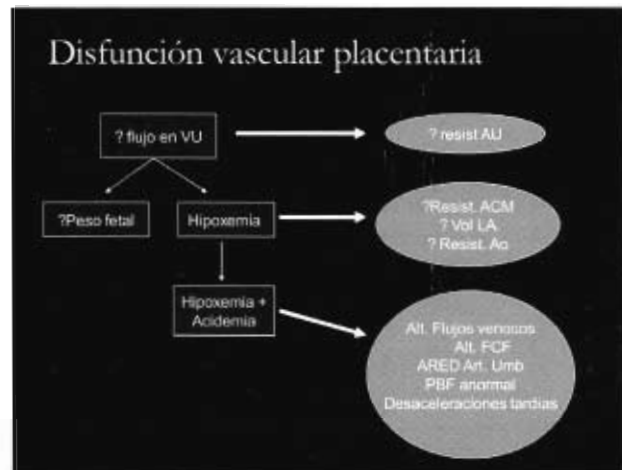 Disfunción vascular placentaria
? flujo en VU
? resist AU
?Peso fetal
Hipoxemia
?Resist. ACM
? Vol LA.
? Resist. Ao
Hipoxemia +
Acidemia
Alt. Flujos venosos
Alt. FCF
ARED Art. Umb
PBF anormal
Desaceleraciones tardias